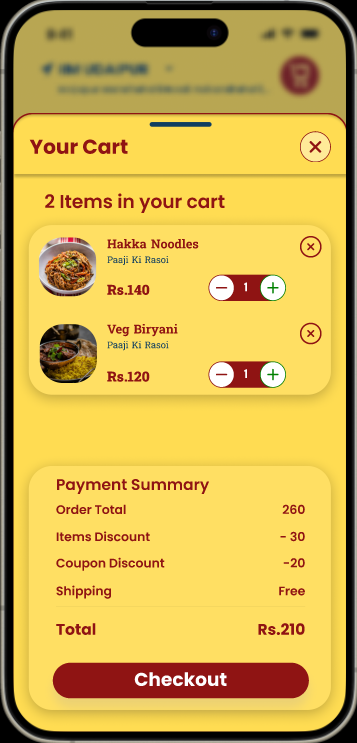 Your Cart
2 Items in your cart
Hakka Noodles
Paaji Ki Rasoi
Rs.140
1
Veg Biryani
Paaji Ki Rasoi
Rs.120
1
Payment Summary
Order Total 260
Items Discount - 30
Coupon Discount -20
Shipping Free
Total Rs.210
Checkout